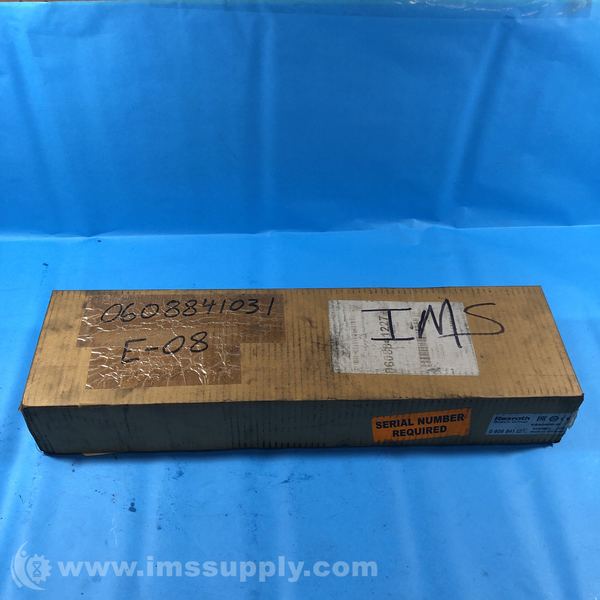 0608841031
E-08
IMS
SERIAL NUMBER
REQUIRED
Rexroth
www.imssupply.com